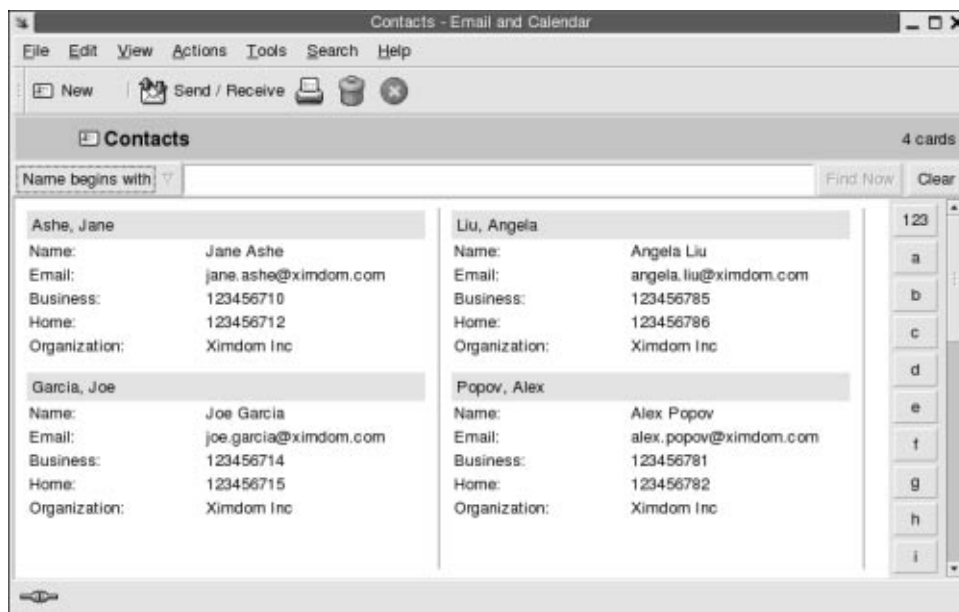 Contacts - Email and Calendar
File Edit View Actions Tools Search Help
New Send / Receive
Contacts 4 cards
Name begins with Find Now Clear
Ashe, Jane
Name: Jane Ashe
Email: jane.ashe@ximdom.com
Business: 123456710
Home: 123456712
Organization: Ximdom Inc
Garcia, Joe
Name: Joe Garcia
Email: joe.garcia@ximdom.com
Business: 123456714
Home: 123456715
Organization: Ximdom Inc
Liu, Angela
Name: Angela Liu
Email: angela.liu@ximdom.com
Business: 123456785
Home: 123456786
Organization: Ximdom Inc
Popov, Alex
Name: Alex Popov
Email: alex.popov@ximdom.com
Business: 123456781
Home: 123456782
Organization: Ximdom Inc
123
a
b
c
d
e
f
g
h
i